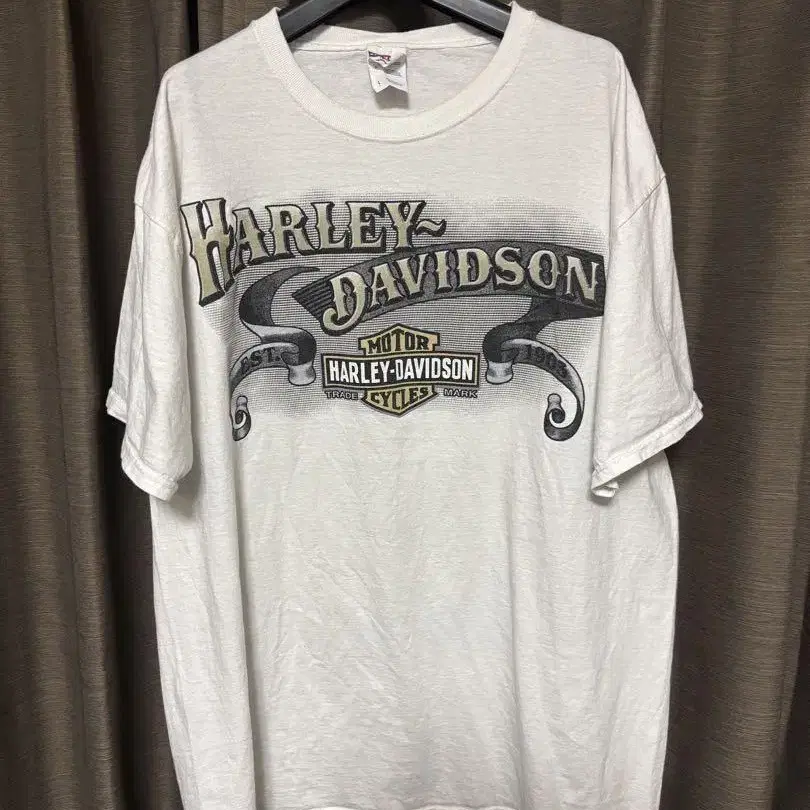 HARLEY~
DAVIDSON
EST. 1903
MOTOR
HARLEY-DAVIDSON
TRADE MARK
CYCLES
L